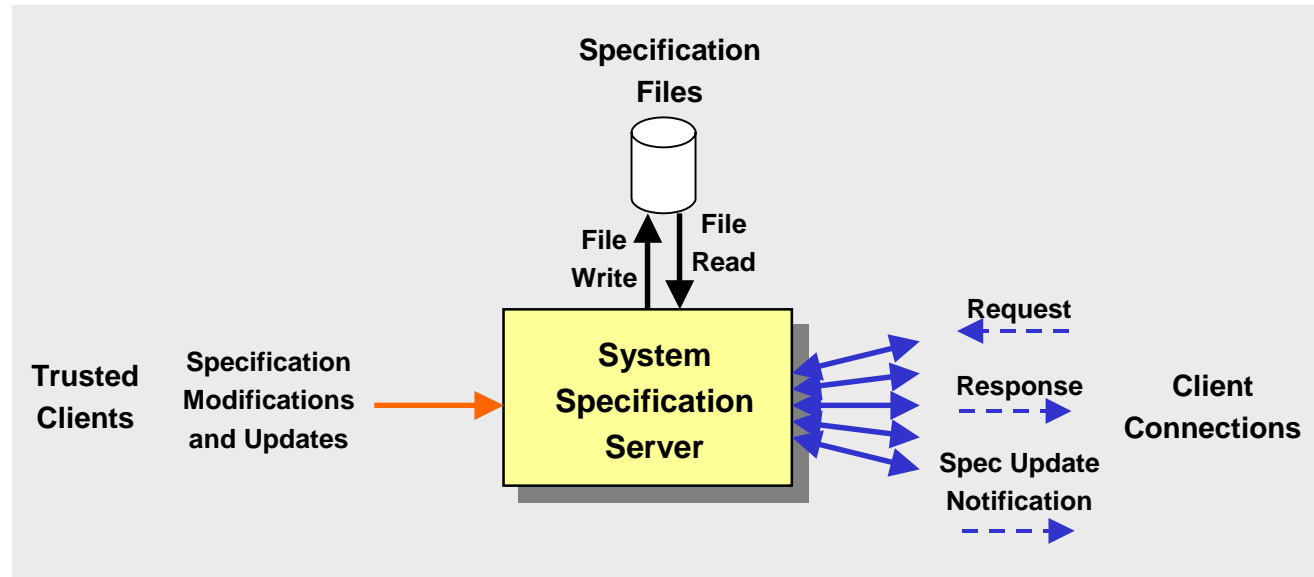 Specification
Files
File
Write
File
Read
Trusted
Clients
Specification
Modifications
and Updates
System
Specification
Server
Request
Response
Spec Update
Notification
Client
Connections